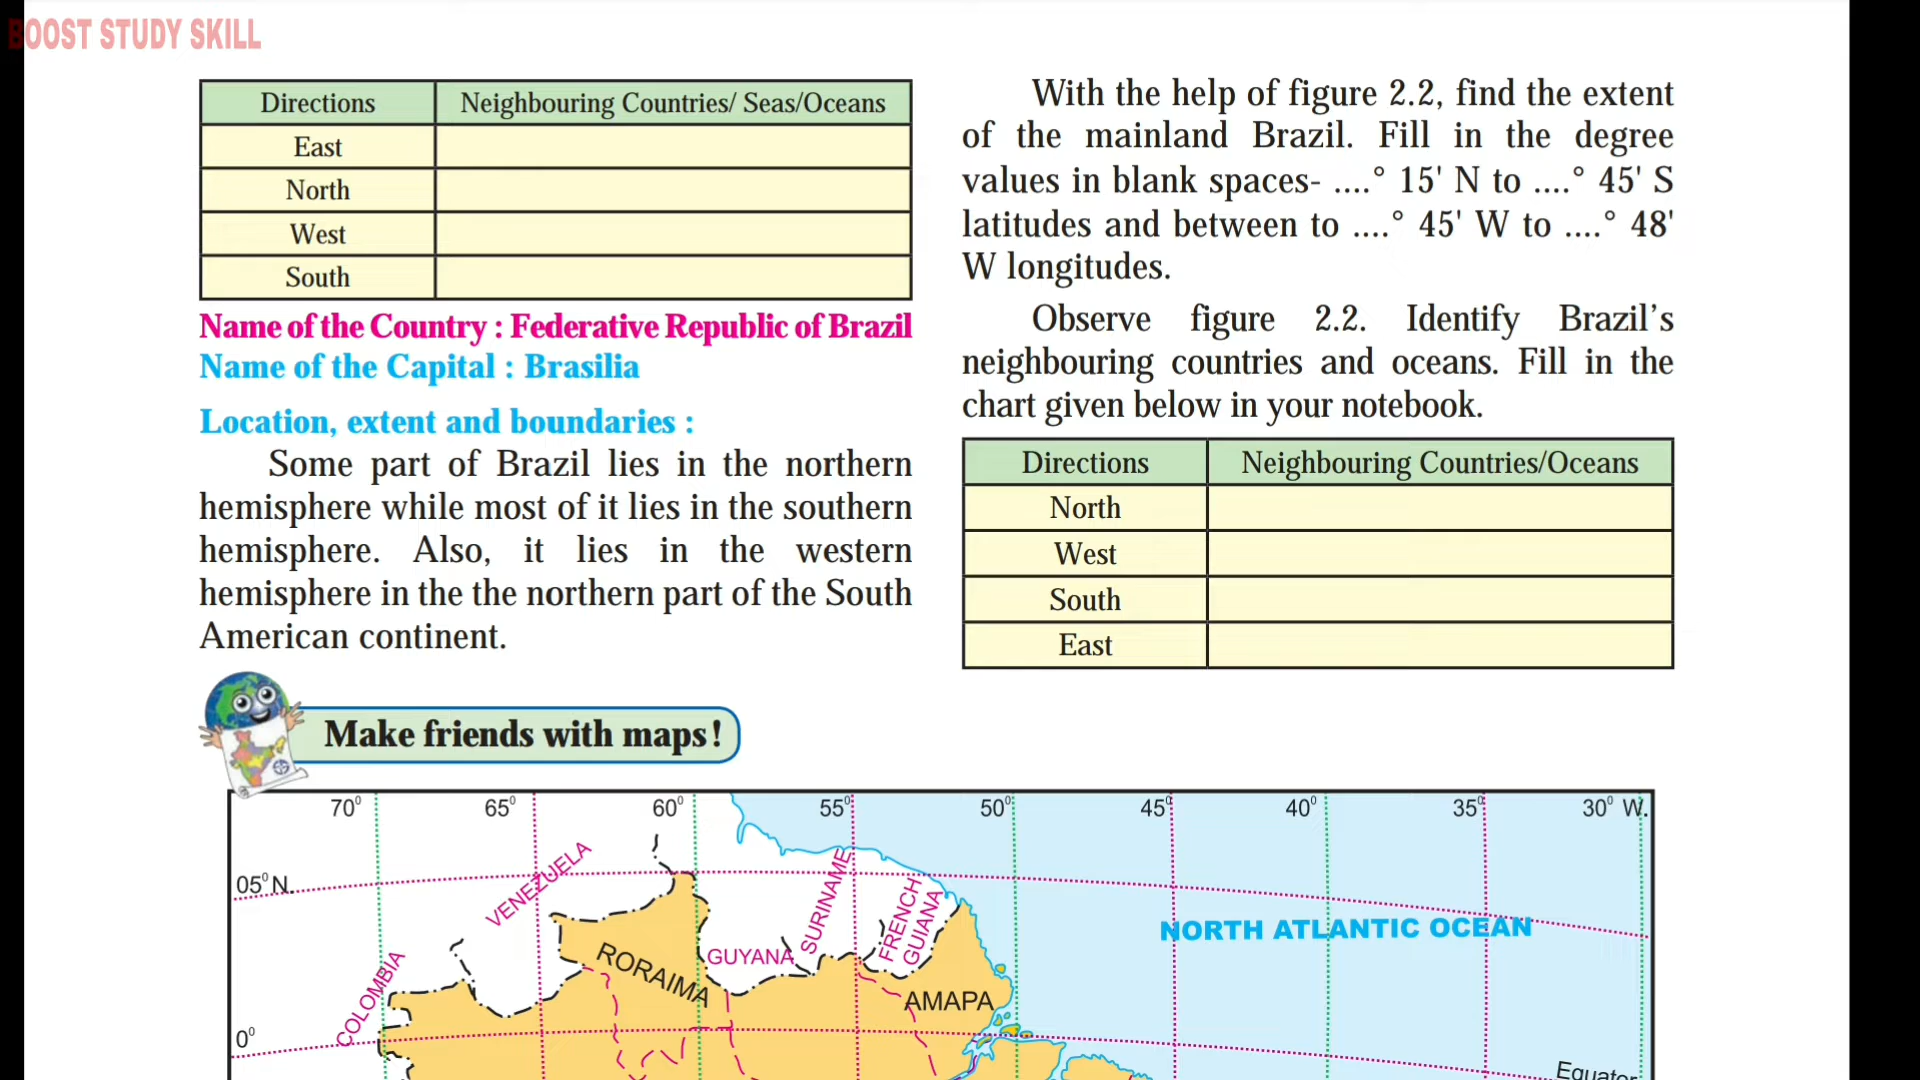 BOOST STUDY SKILL
Directions Neighbouring Countries/ Seas/Oceans
East
North
West
South
Name of the Country : Federative Republic of Brazil
Name of the Capital : Brasilia
Location, extent and boundaries :
Some part of Brazil lies in the northern
hemisphere while most of it lies in the southern
hemisphere. Also, it lies in the western
hemisphere in the the northern part of the South
American continent.
With the help of figure 2.2, find the extent
of the mainland Brazil. Fill in the degree
values in blank spaces- ....° 15' N to ....° 45' S
latitudes and between to ....° 45' W to ....° 48'
W longitudes.
Observe figure 2.2. Identify Brazil's
neighbouring countries and oceans. Fill in the
chart given below in your notebook.
Directions Neighbouring Countries/Oceans
North
West
South
East
Make friends with maps!
70° 65° 60° 55° 50° 45° 40° 35° 30° W.
05° N.
VENEZUELA
SURINAME
FRENCH
GUIANA
NORTH ATLANTIC OCEAN
COLOMBIA
RORAIMA
GUYANA
AMAPA
0°
Equator